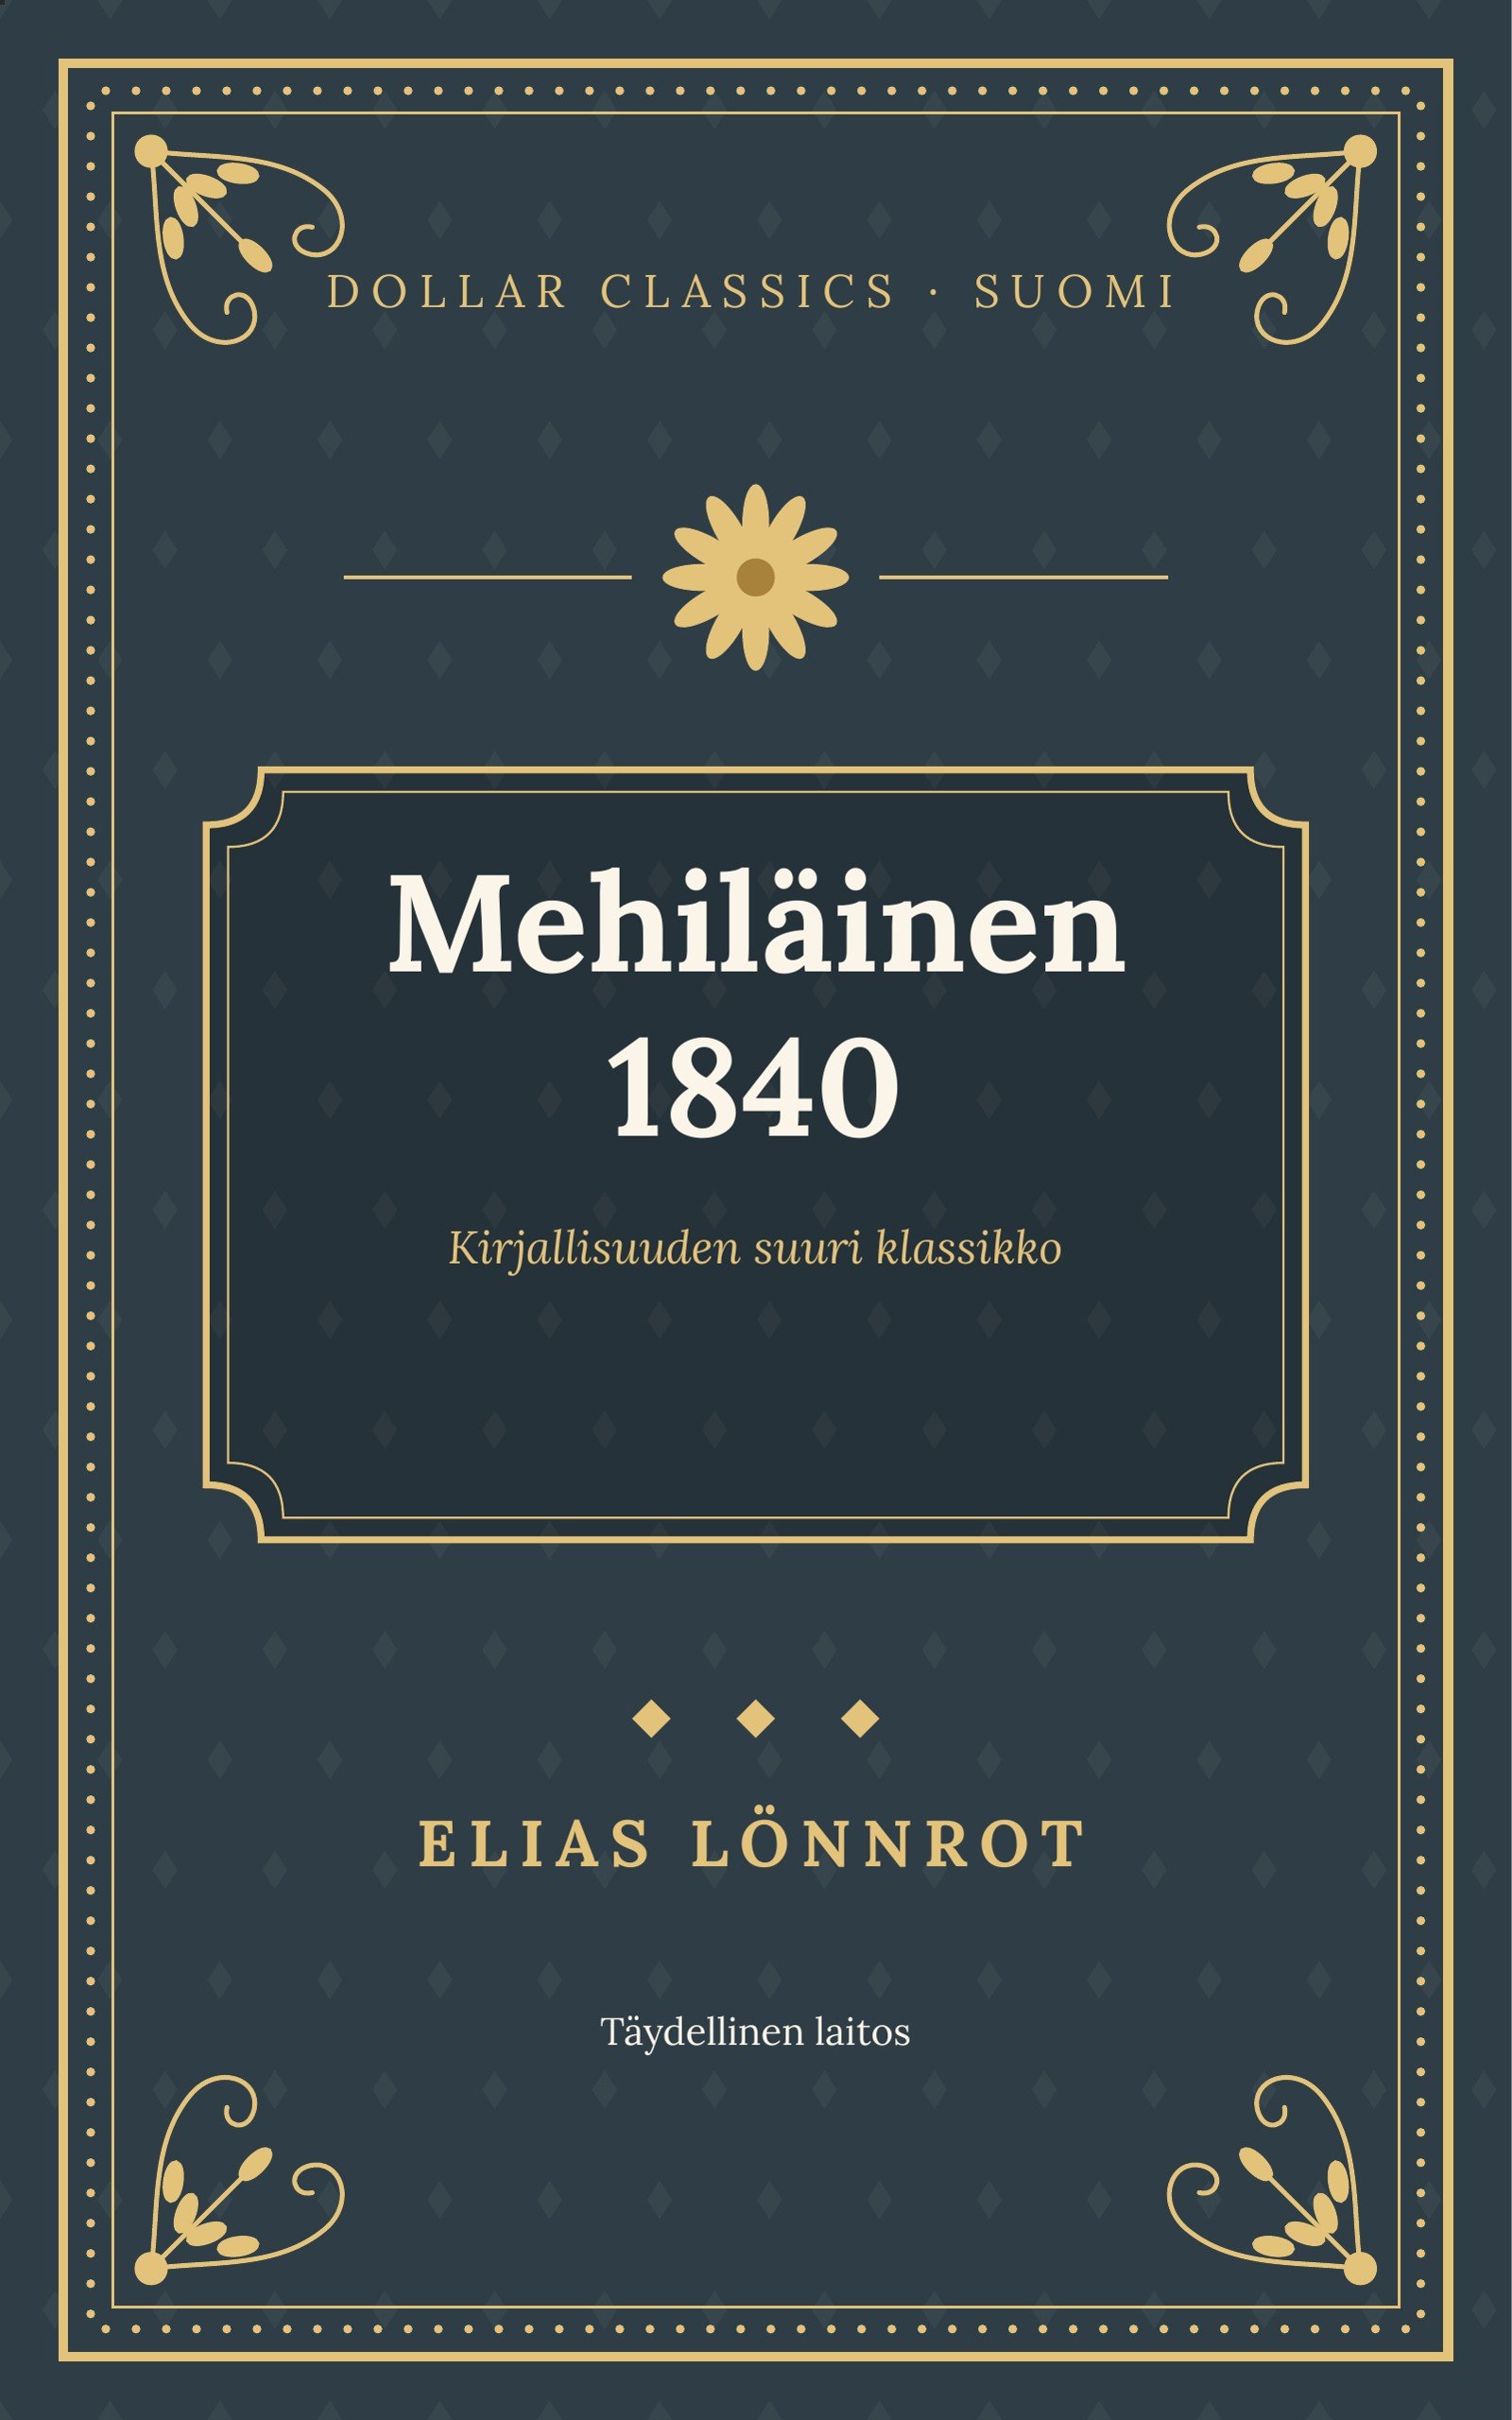 DOLLAR CLASSICS · SUOMI
Mehiläinen
1840
Kirjallisuuden suuri klassikko
ELIAS LÖNNROT
Täydellinen laitos